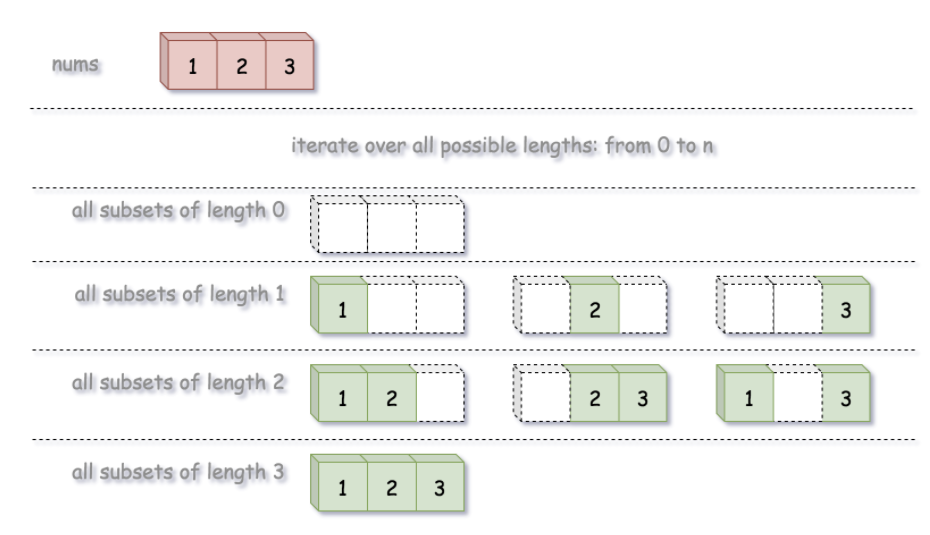 nums 1 2 3
iterate over all possible lengths: from 0 to n
all subsets of length 0
all subsets of length 1 1 2 3
all subsets of length 2 1 2 2 3 1 3
all subsets of length 3 1 2 3